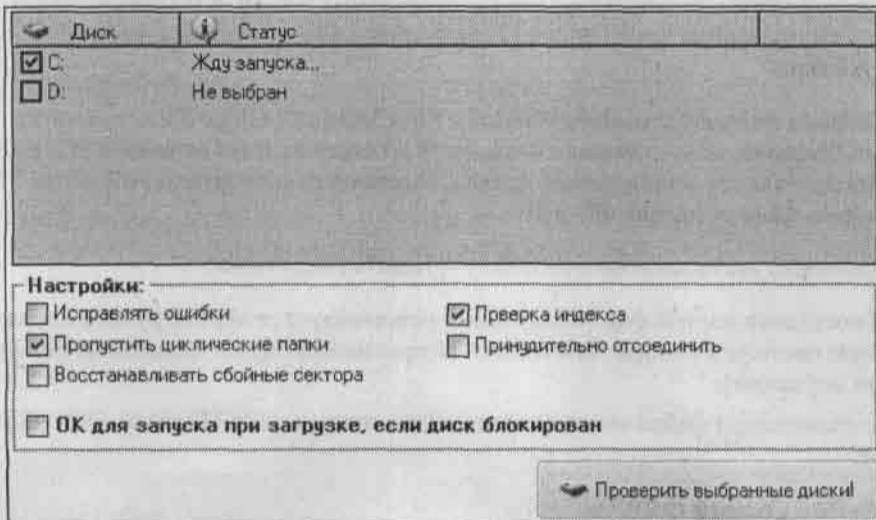 Диск Статус
C: Жду запуска...
D: Не выбран
Настройки:
Исправлять ошибки
Прверка индекса
Пропустить циклические папки
Принудительно отсоединить
Восстанавливать сбойные сектора
ОК для запуска при загрузке, если диск блокирован
Проверить выбранные диски!